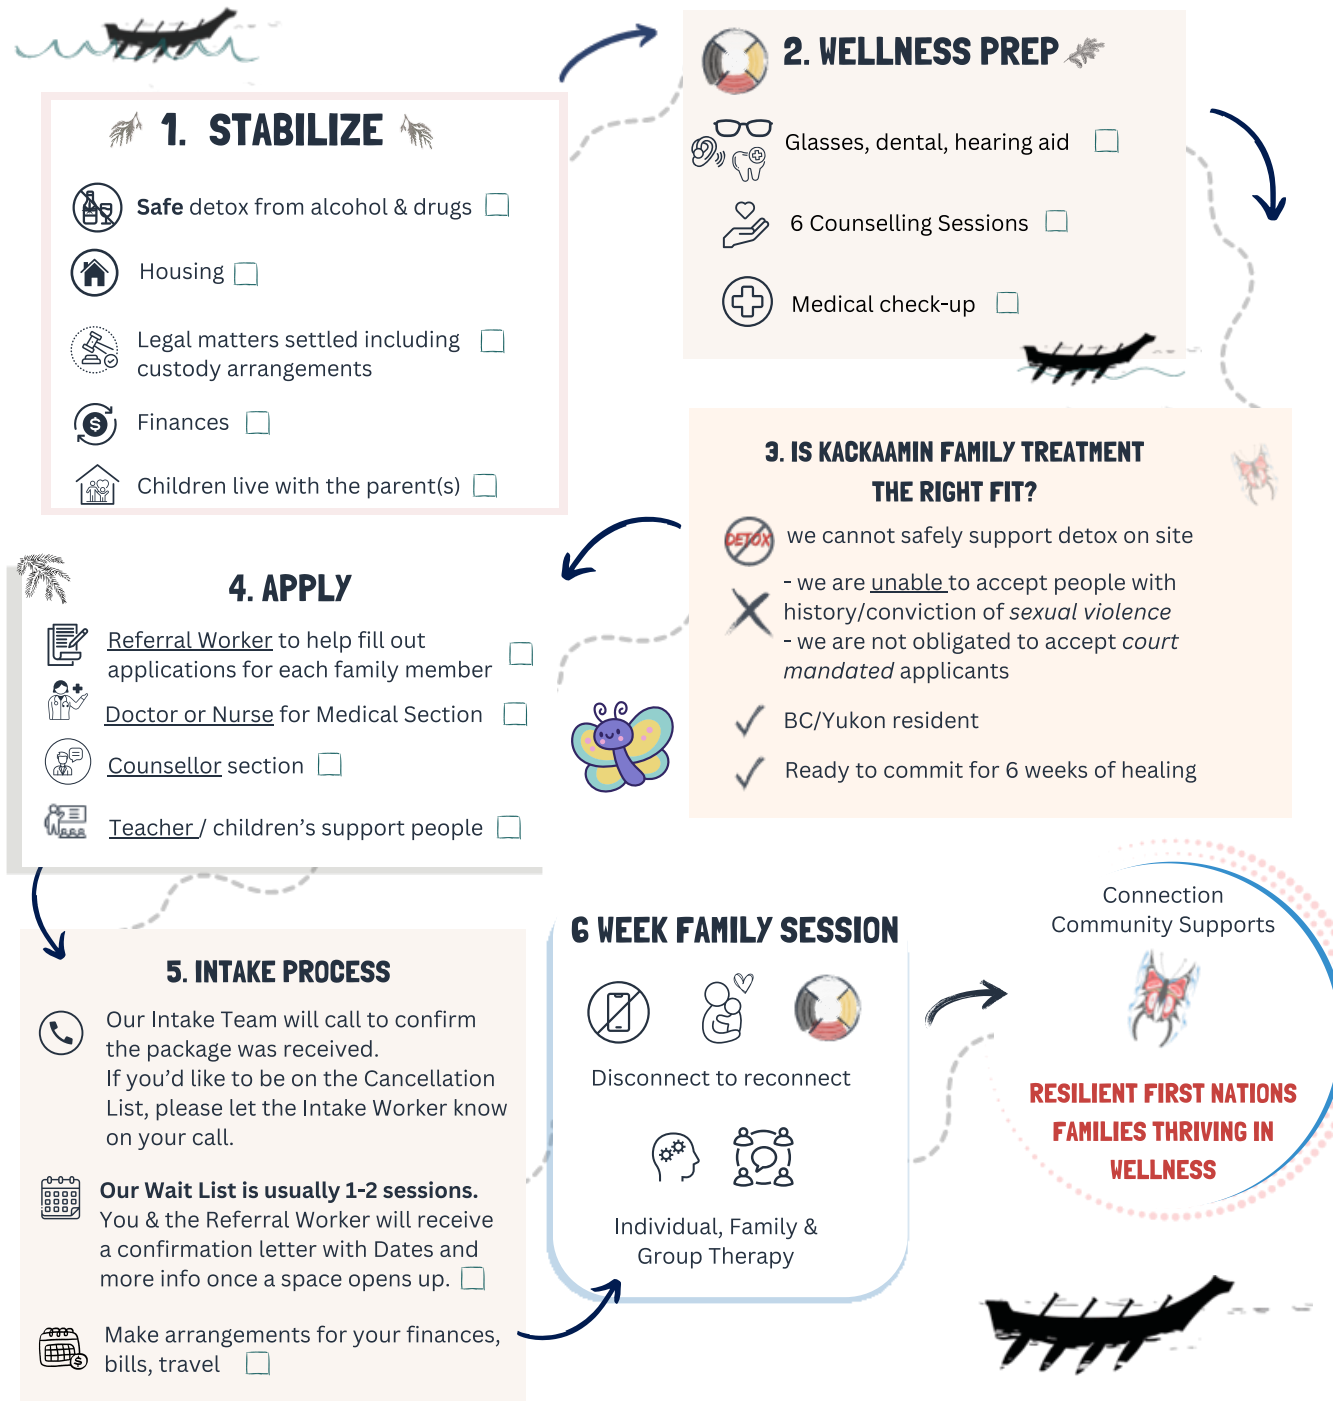 1. STABILIZE
Safe detox from alcohol & drugs
Housing
Legal matters settled including
custody arrangements
Finances
Children live with the parent(s)
2. WELLNESS PREP
Glasses, dental, hearing aid
6 Counselling Sessions
Medical check-up
3. IS KACKAAMIN FAMILY TREATMENT
THE RIGHT FIT?
DETOX
we cannot safely support detox on site
- we are unable to accept people with
history/conviction of sexual violence
- we are not obligated to accept court
mandated applicants
BC/Yukon resident
Ready to commit for 6 weeks of healing
4. APPLY
Referral Worker to help fill out
applications for each family member
Doctor or Nurse for Medical Section
Counsellor section
Teacher / children's support people
5. INTAKE PROCESS
Our Intake Team will call to confirm
the package was received.
If you'd like to be on the Cancellation
List, please let the Intake Worker know
on your call.
Our Wait List is usually 1-2 sessions.
You & the Referral Worker will receive
a confirmation letter with Dates and
more info once a space opens up.
Make arrangements for your finances,
bills, travel
6 WEEK FAMILY SESSION
Disconnect to reconnect
Individual, Family &
Group Therapy
Connection
Community Supports
RESILIENT FIRST NATIONS
FAMILIES THRIVING IN
WELLNESS